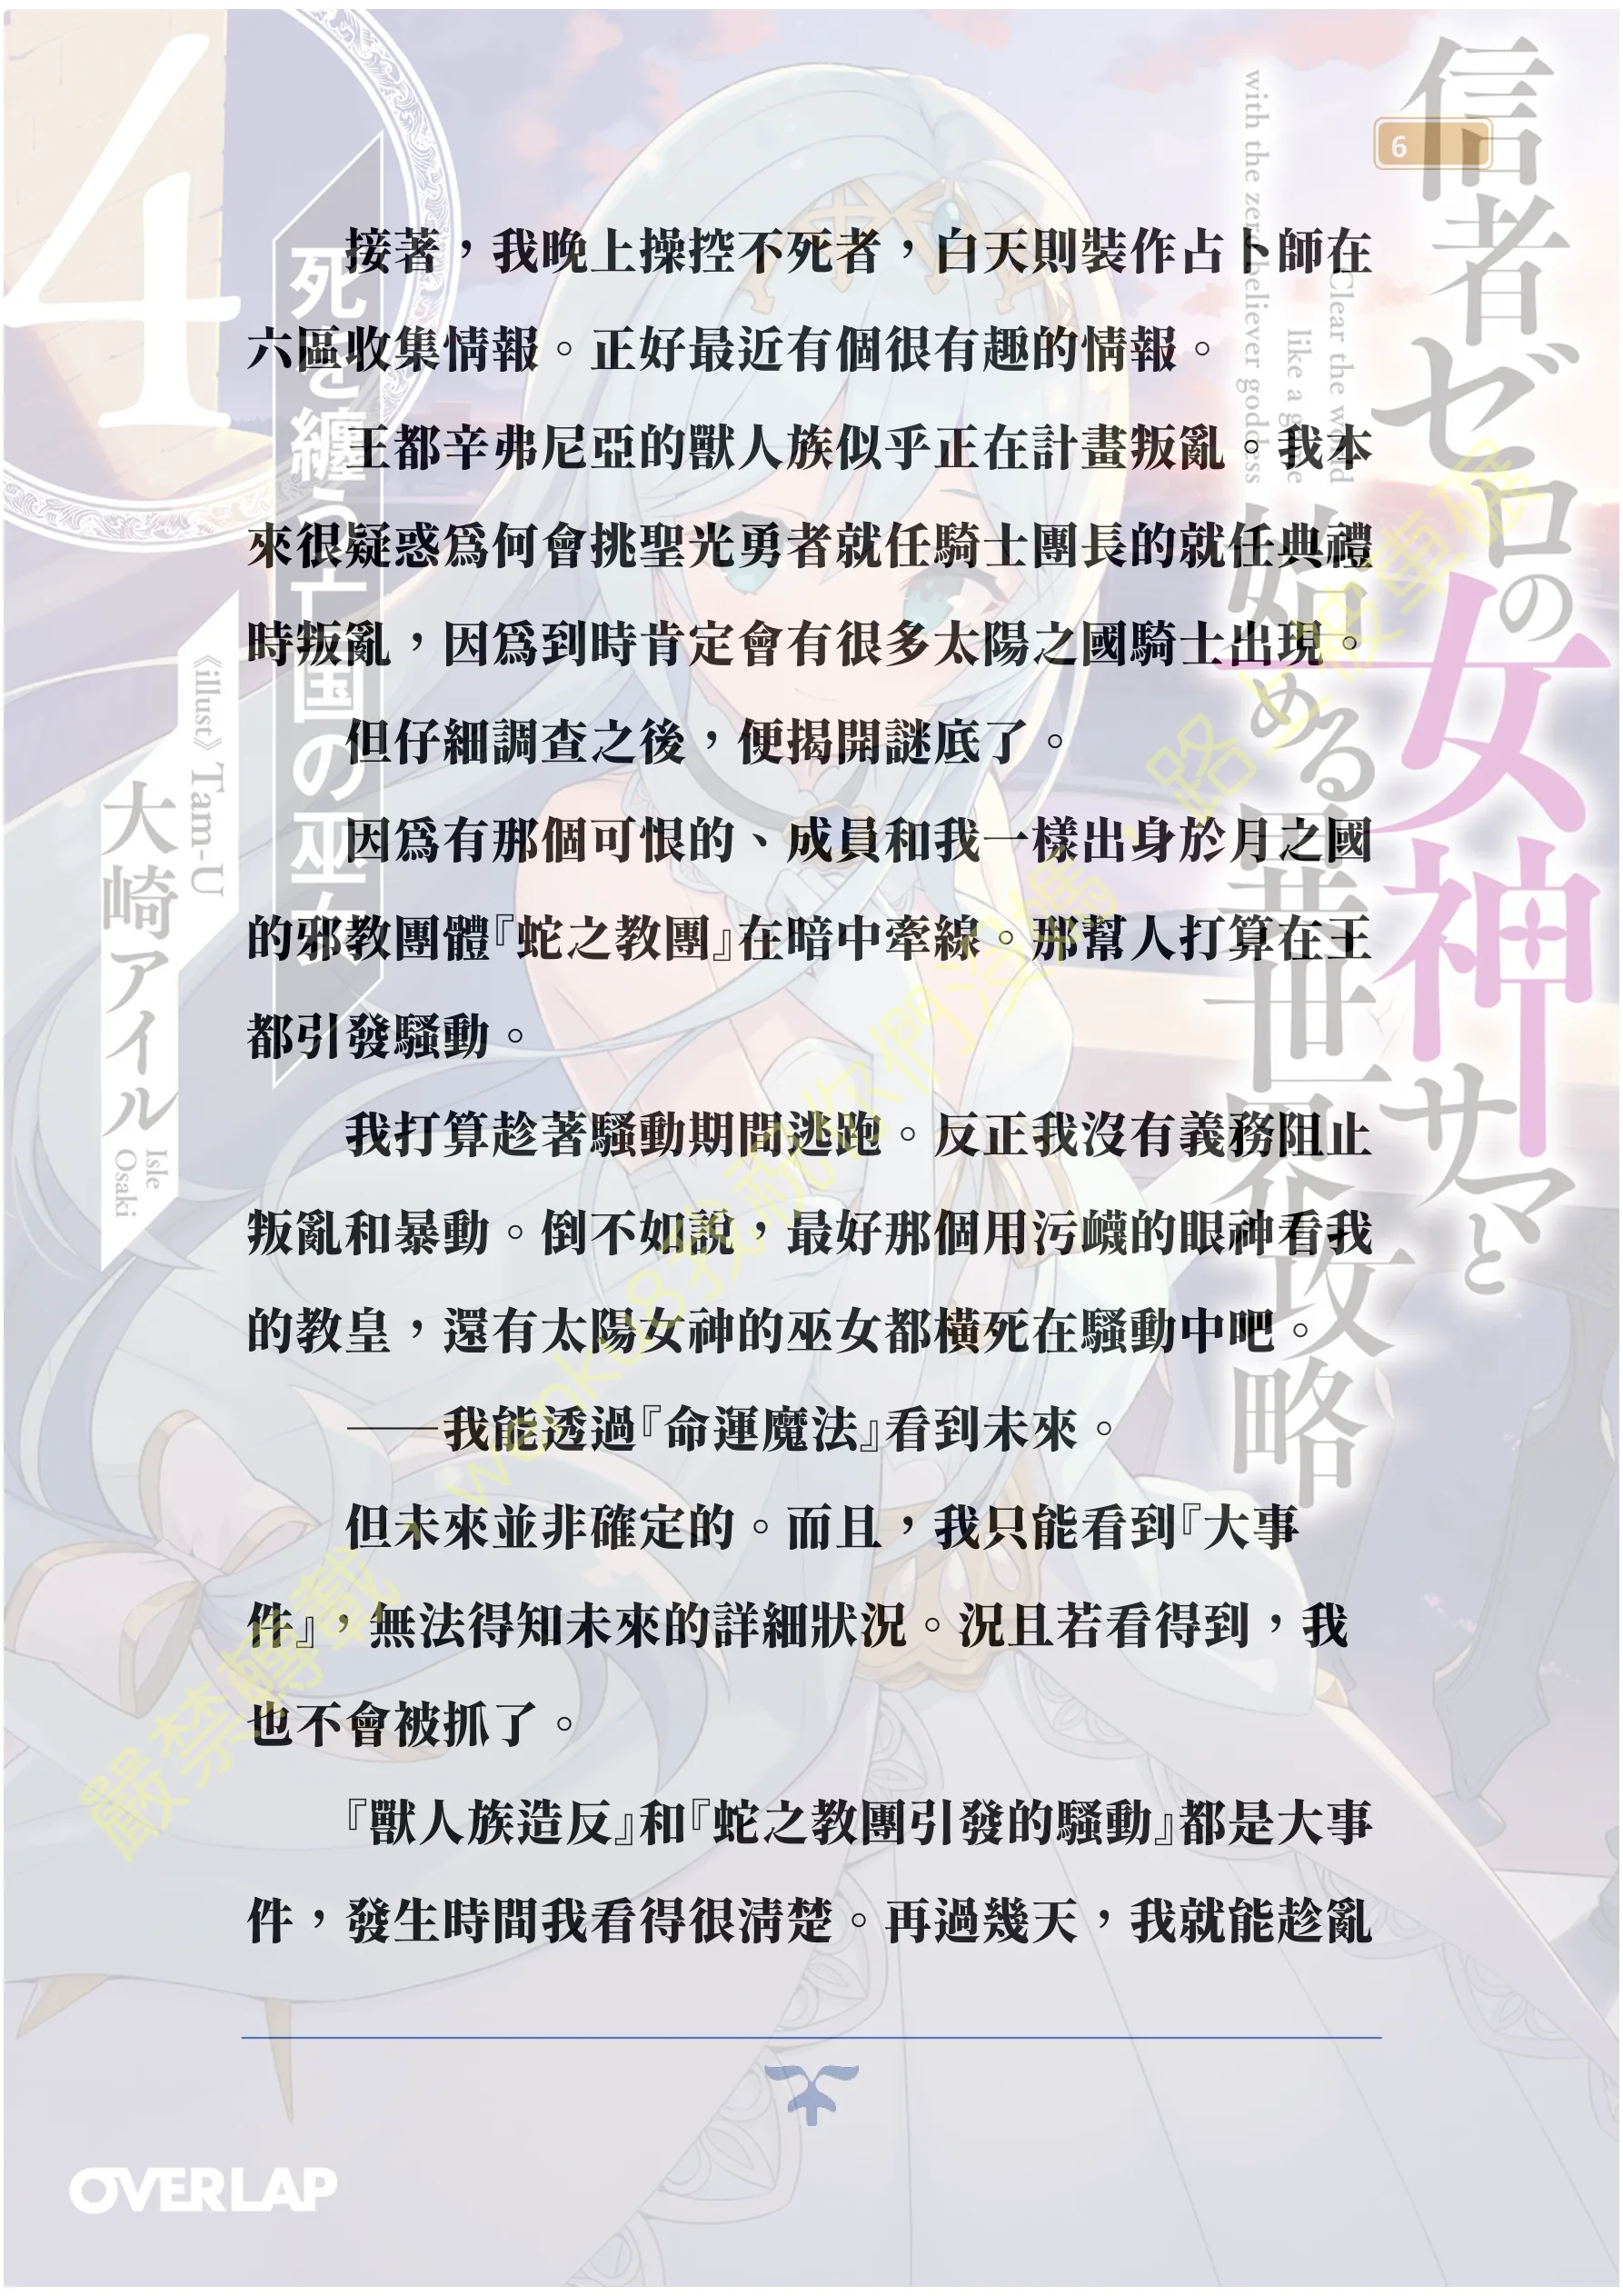 信者ゼロの女神サマと
始める異世界攻略
Clear the world
like a game
with the zero believer goddess
4
死を纏う亡国の巫女
《illust》Tam-U
大崎アイル
Isle
Osaki
6
接著，我晚上操控不死者，白天則裝作占卜師在
六區收集情報。正好最近有個很有趣的情報。
王都辛弗尼亞的獸人族似乎正在計畫叛亂。我本
來很疑惑爲何會挑聖光勇者就任騎士團長的就任典禮
時叛亂，因爲到時肯定會有很多太陽之國騎士出現。
但仔細調查之後，便揭開謎底了。
因爲有那個可恨的、成員和我一樣出身於月之國
的邪教團體『蛇之教團』在暗中牽線。那幫人打算在王
都引發騷動。
我打算趁著騷動期間逃跑。反正我沒有義務阻止
叛亂和暴動。倒不如說，最好那個用污衊的眼神看我
的教皇，還有太陽女神的巫女都橫死在騷動中吧。
——我能透過『命運魔法』看到未來。
但未來並非確定的。而且，我只能看到『大事
件』，無法得知未來的詳細狀況。況且若看得到，我
也不會被抓了。
『獸人族造反』和『蛇之教團引發的騷動』都是大事
件，發生時間我看得很清楚。再過幾天，我就能趁亂
嚴禁轉載
OVERLAP